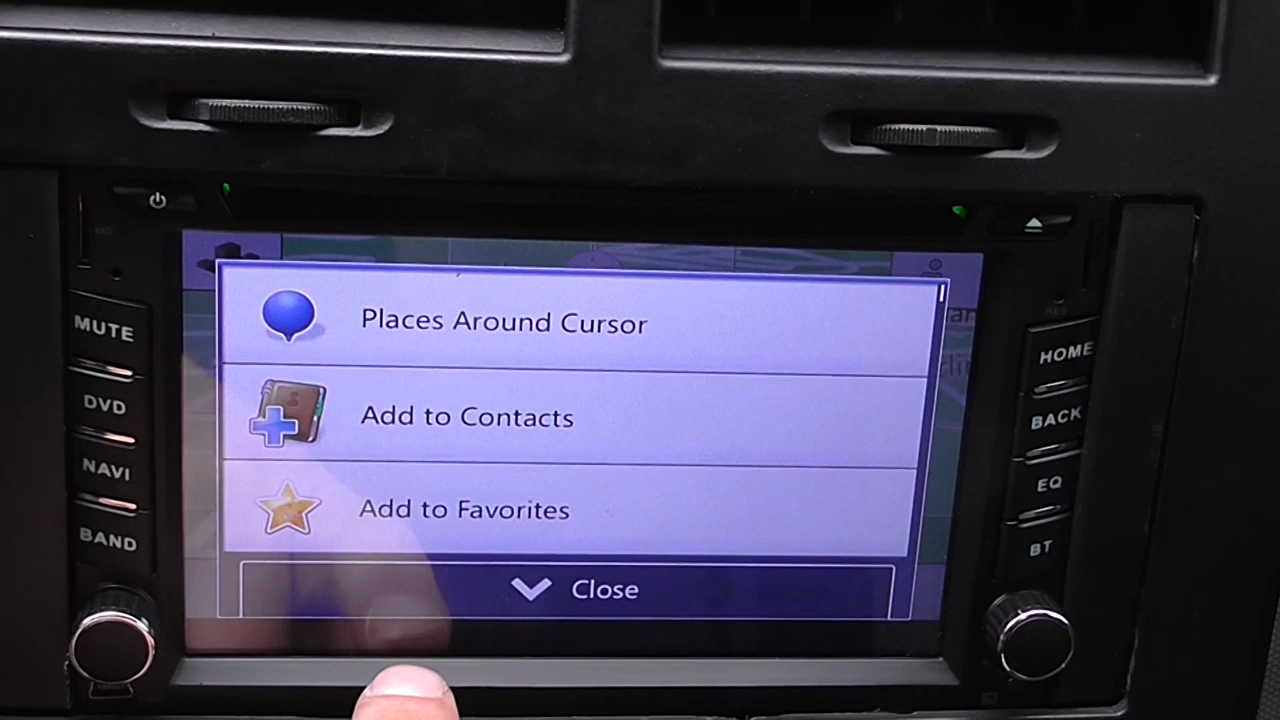 MUTE
DVD
NAVI
BAND
Places Around Cursor
Add to Contacts
Add to Favorites
Close
HOME
BACK
EQ
BT